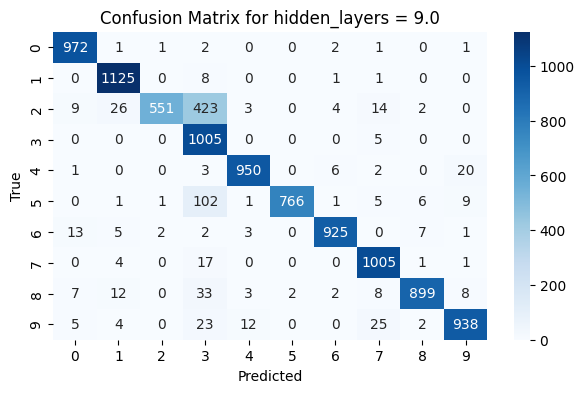 Confusion Matrix for hidden_layers = 9.0
True
0 972 1 1 2 0 0 2 1 0 1
1 0 1125 0 8 0 0 1 1 0 0
2 9 26 551 423 3 0 4 14 2 0
3 0 0 0 1005 0 0 0 5 0 0
4 1 0 0 3 950 0 6 2 0 20
5 0 1 1 102 1 766 1 5 6 9
6 13 5 2 2 3 0 925 0 7 1
7 0 4 0 17 0 0 0 1005 1 1
8 7 12 0 33 3 2 2 8 899 8
9 5 4 0 23 12 0 0 25 2 938
0 1 2 3 4 5 6 7 8 9
Predicted
1000
800
600
400
200
0